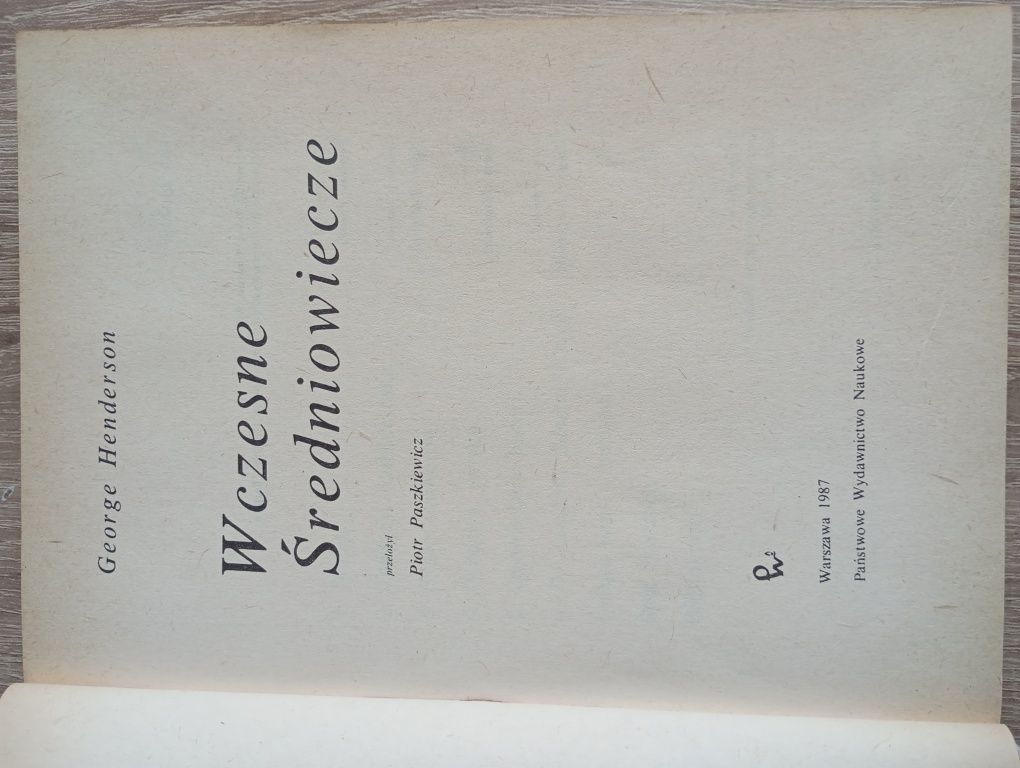 George Henderson
Wczesne
Średniowiecze
przełożył
Piotr Paszkiewicz
Warszawa 1987
Państwowe Wydawnictwo Naukowe